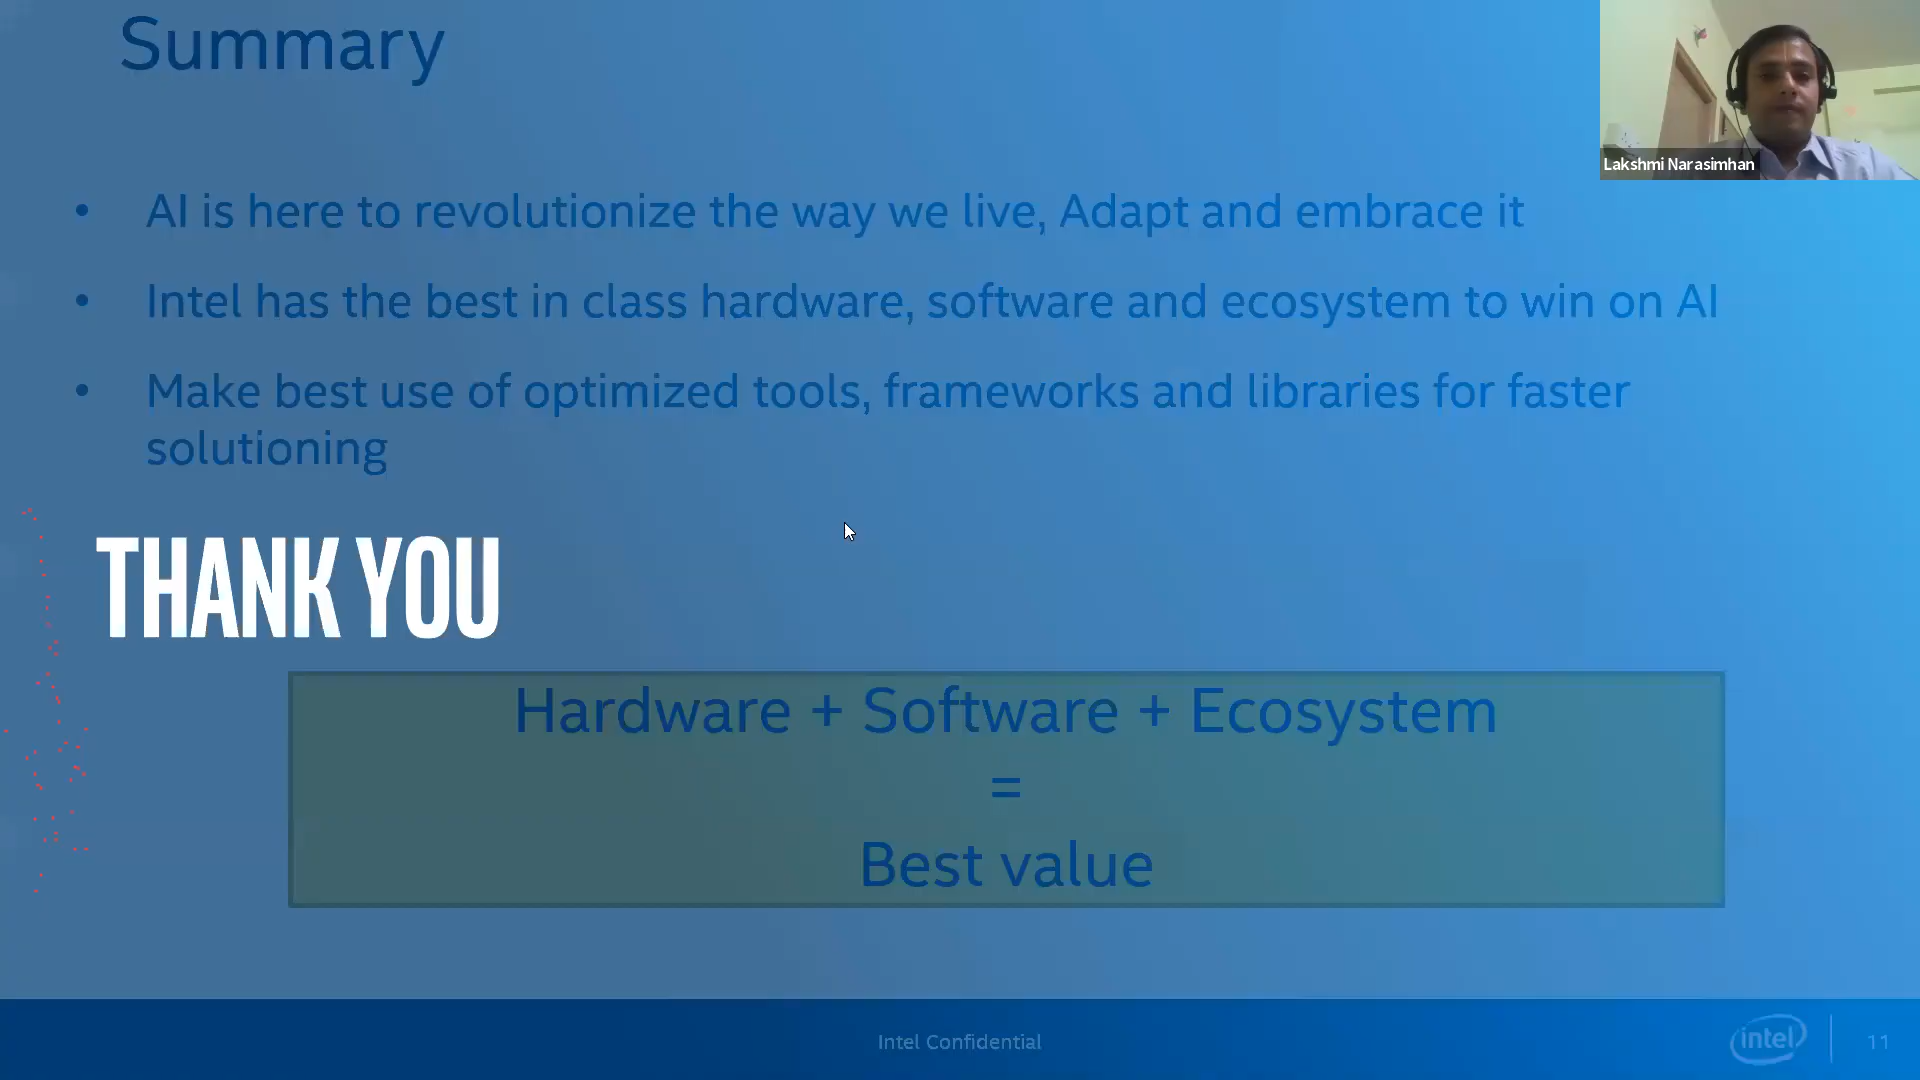 Summary
Lakshmi Narasimhan
• AI is here to revolutionize the way we live, Adapt and embrace it
• Intel has the best in class hardware, software and ecosystem to win on AI
• Make best use of optimized tools, frameworks and libraries for faster
solutioning
THANK YOU
Hardware + Software + Ecosystem
=
Best value
Intel Confidential
intel
11